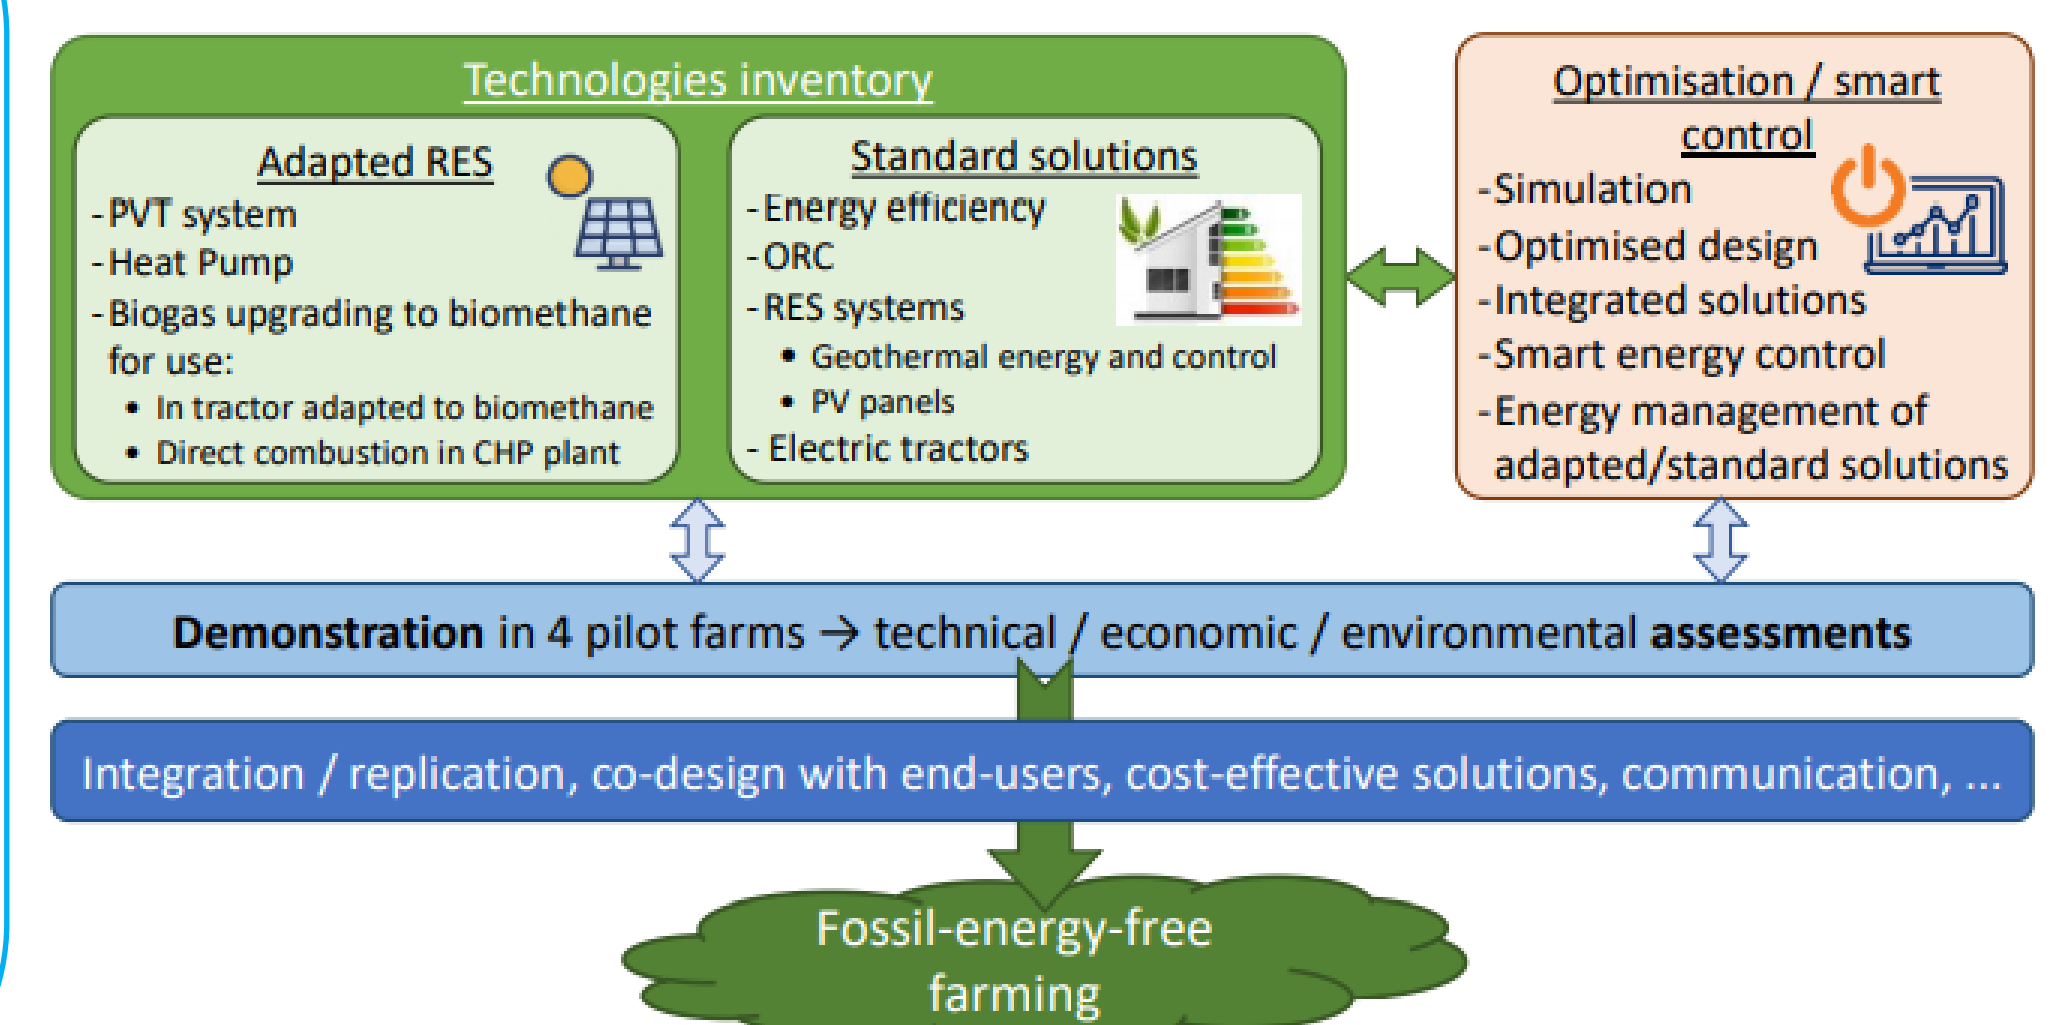 Technologies inventory
Adapted RES
-PVT system
-Heat Pump
-Biogas upgrading to biomethane
for use:
• In tractor adapted to biomethane
• Direct combustion in CHP plant
Standard solutions
-Energy efficiency
-ORC
-RES systems
• Geothermal energy and control
• PV panels
- Electric tractors
Optimisation / smart
control
-Simulation
-Optimised design
-Integrated solutions
-Smart energy control
-Energy management of
adapted/standard solutions
Demonstration in 4 pilot farms → technical / economic / environmental assessments
Integration / replication, co-design with end-users, cost-effective solutions, communication, ...
Fossil-energy-free
farming